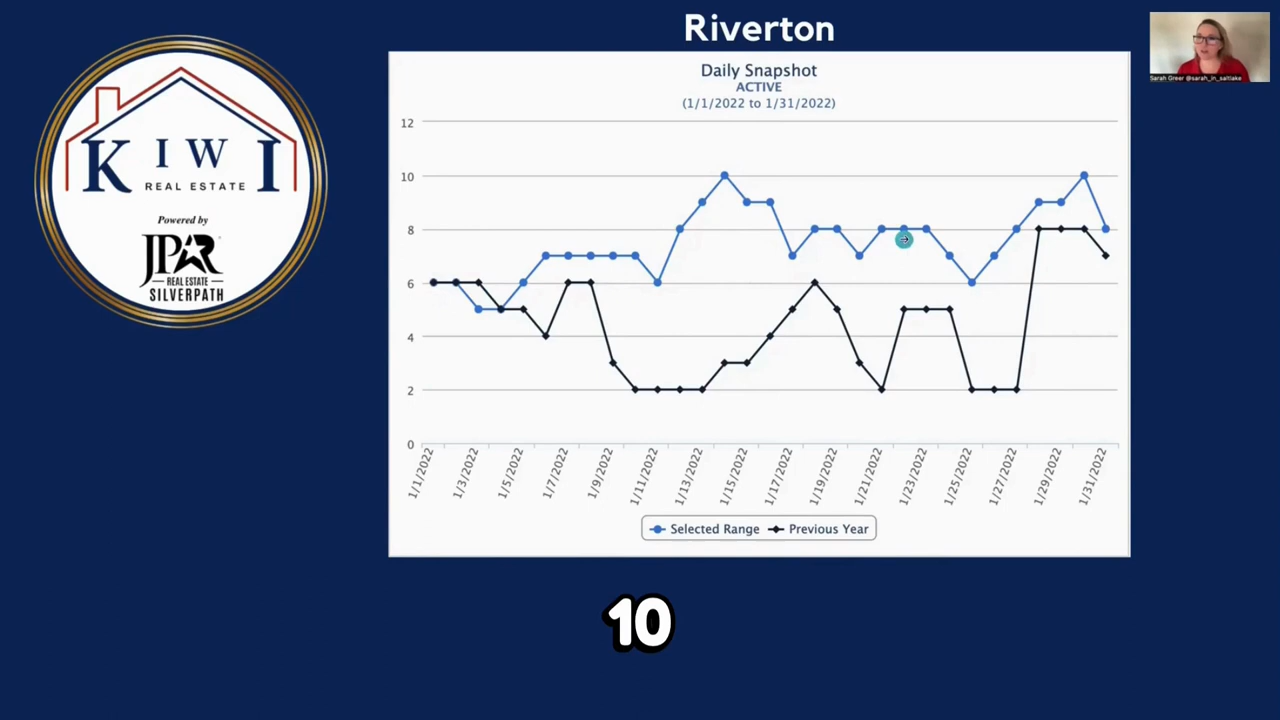 Riverton
K I W I
REAL ESTATE
Powered by
JPAR
REAL ESTATE
SILVERPATH
Daily Snapshot
ACTIVE
(1/1/2022 to 1/31/2022)
12
10
8
6
4
2
0
1/1/2022
1/3/2022
1/5/2022
1/7/2022
1/9/2022
1/11/2022
1/13/2022
1/15/2022
1/17/2022
1/19/2022
1/21/2022
1/23/2022
1/25/2022
1/27/2022
1/29/2022
1/31/2022
Selected Range
Previous Year
Sarah Greer @sarah_in_saltlake
10